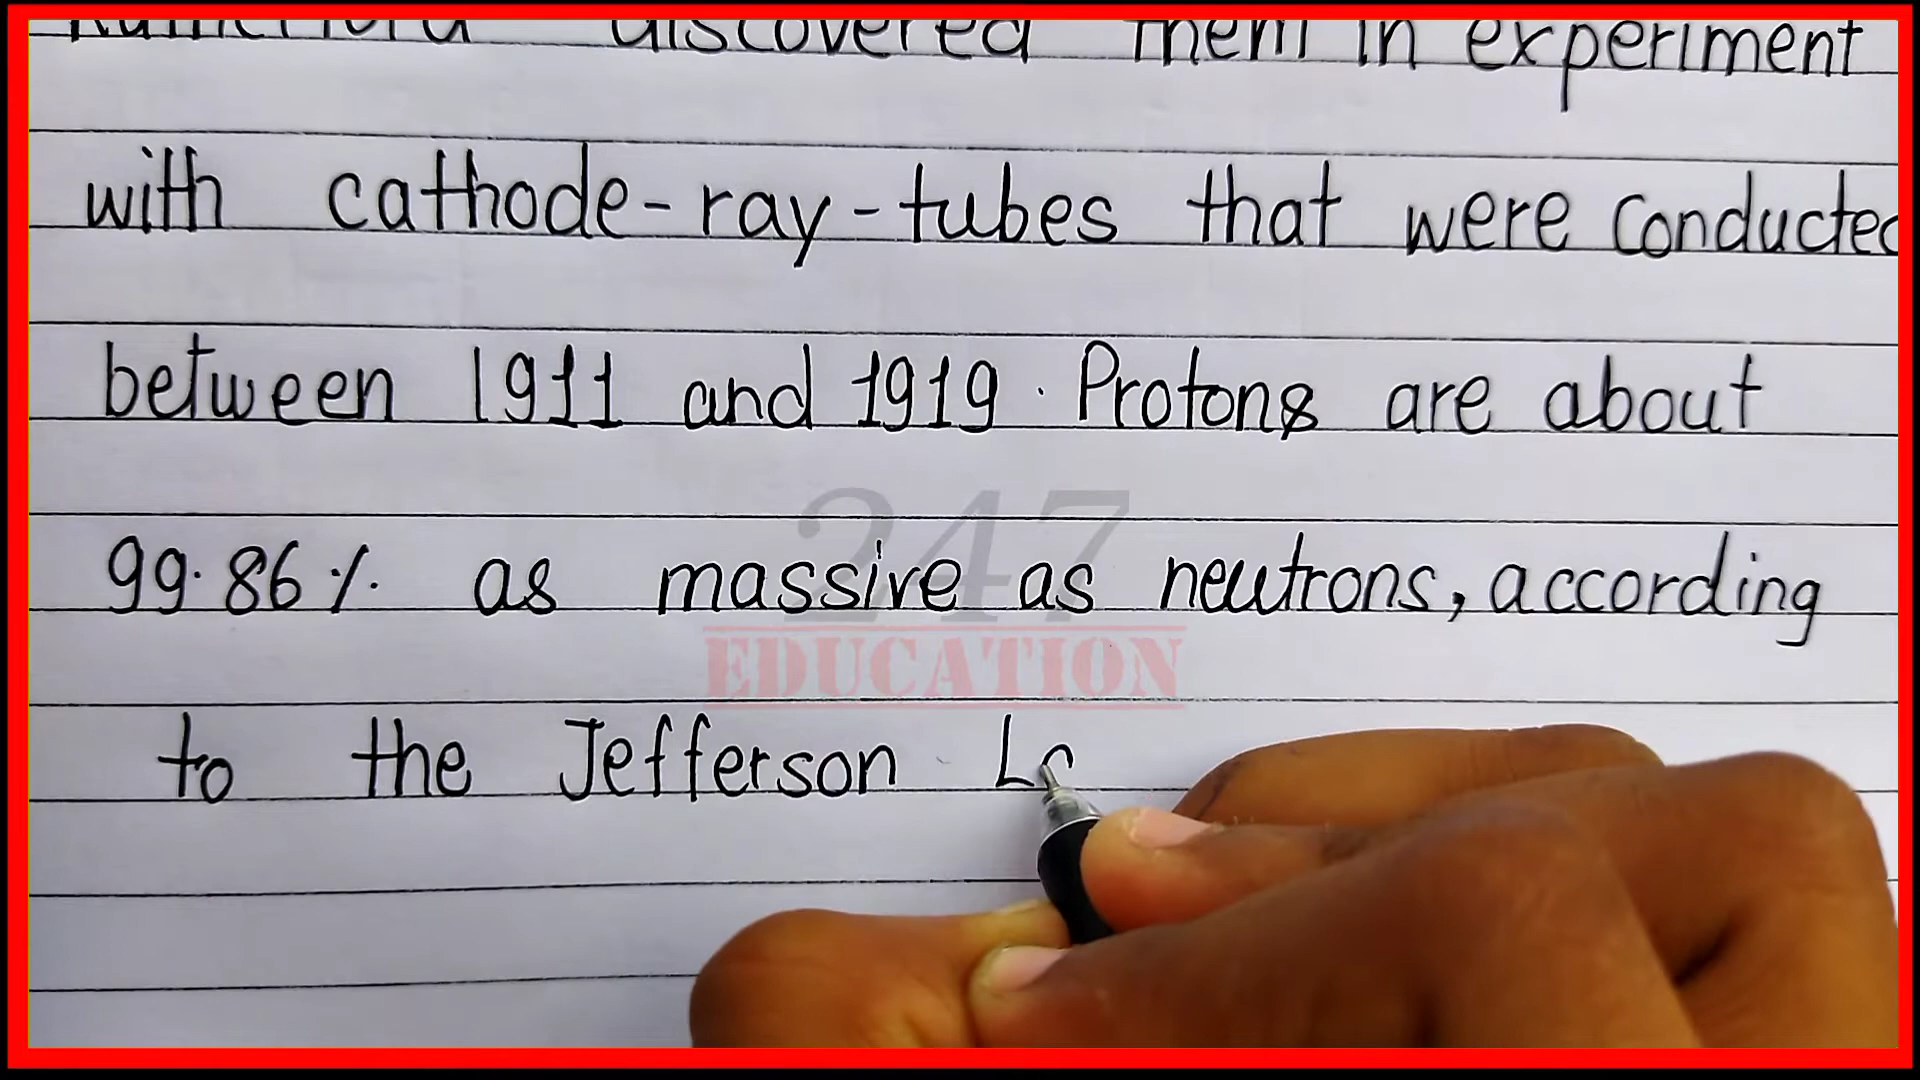 Rutherford discovered them in experiment
with cathode-ray-tubes that were conducted
between 1911 and 1919. Protons are about
99.86% as massive as neutrons, according
to the Jefferson
247
EDUCATION